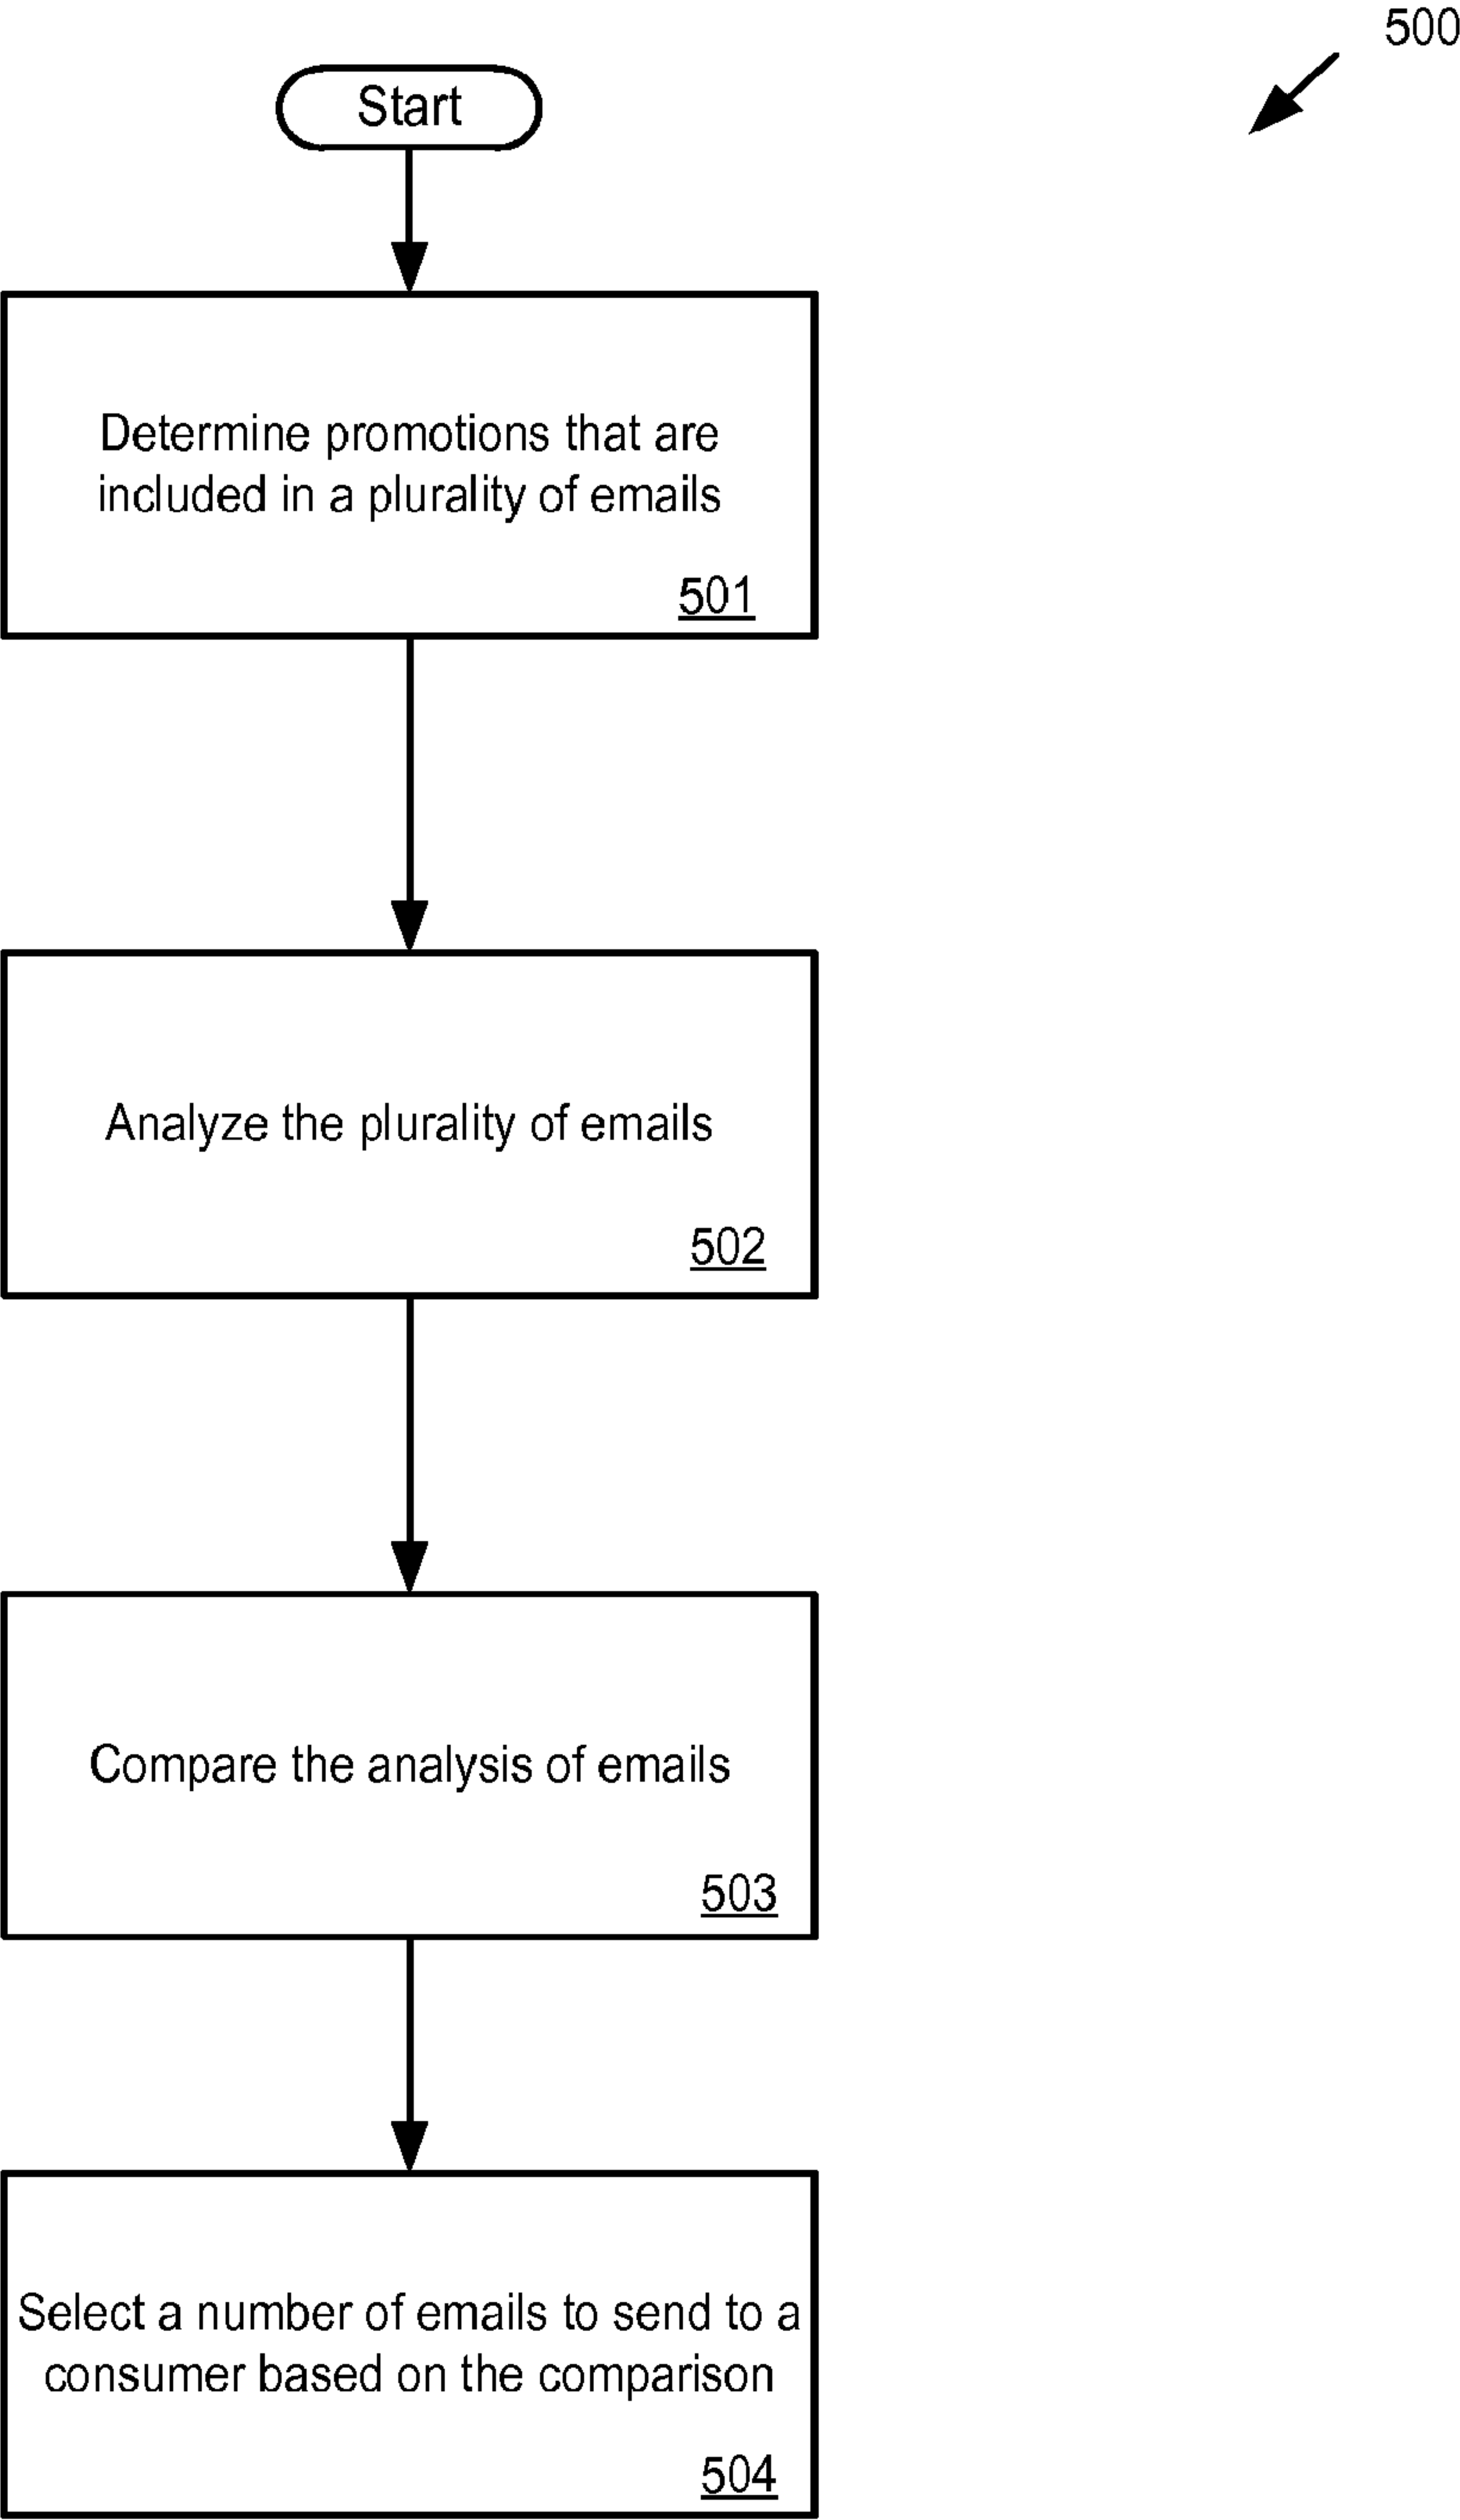 500
Start
Determine promotions that are
included in a plurality of emails
501
Analyze the plurality of emails
502
Compare the analysis of emails
503
Select a number of emails to send to a
consumer based on the comparison
504